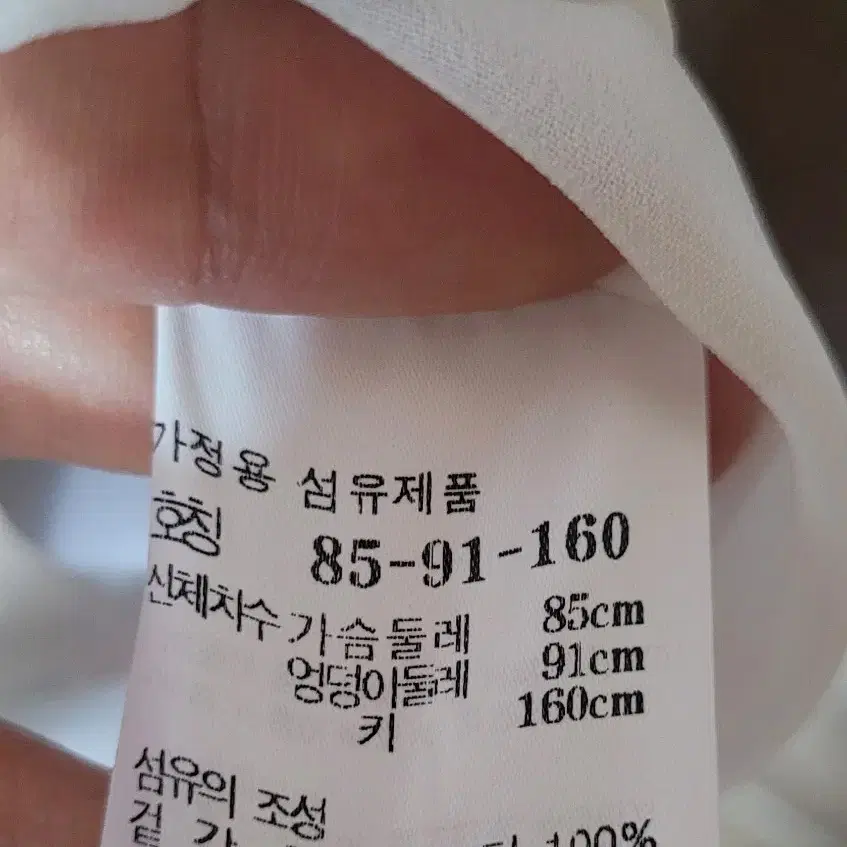 가정용 섬유제품
호칭 85-91-160
신체치수 가슴둘레 85cm
엉덩이둘레 91cm
키 160cm
섬유의 조성
100%